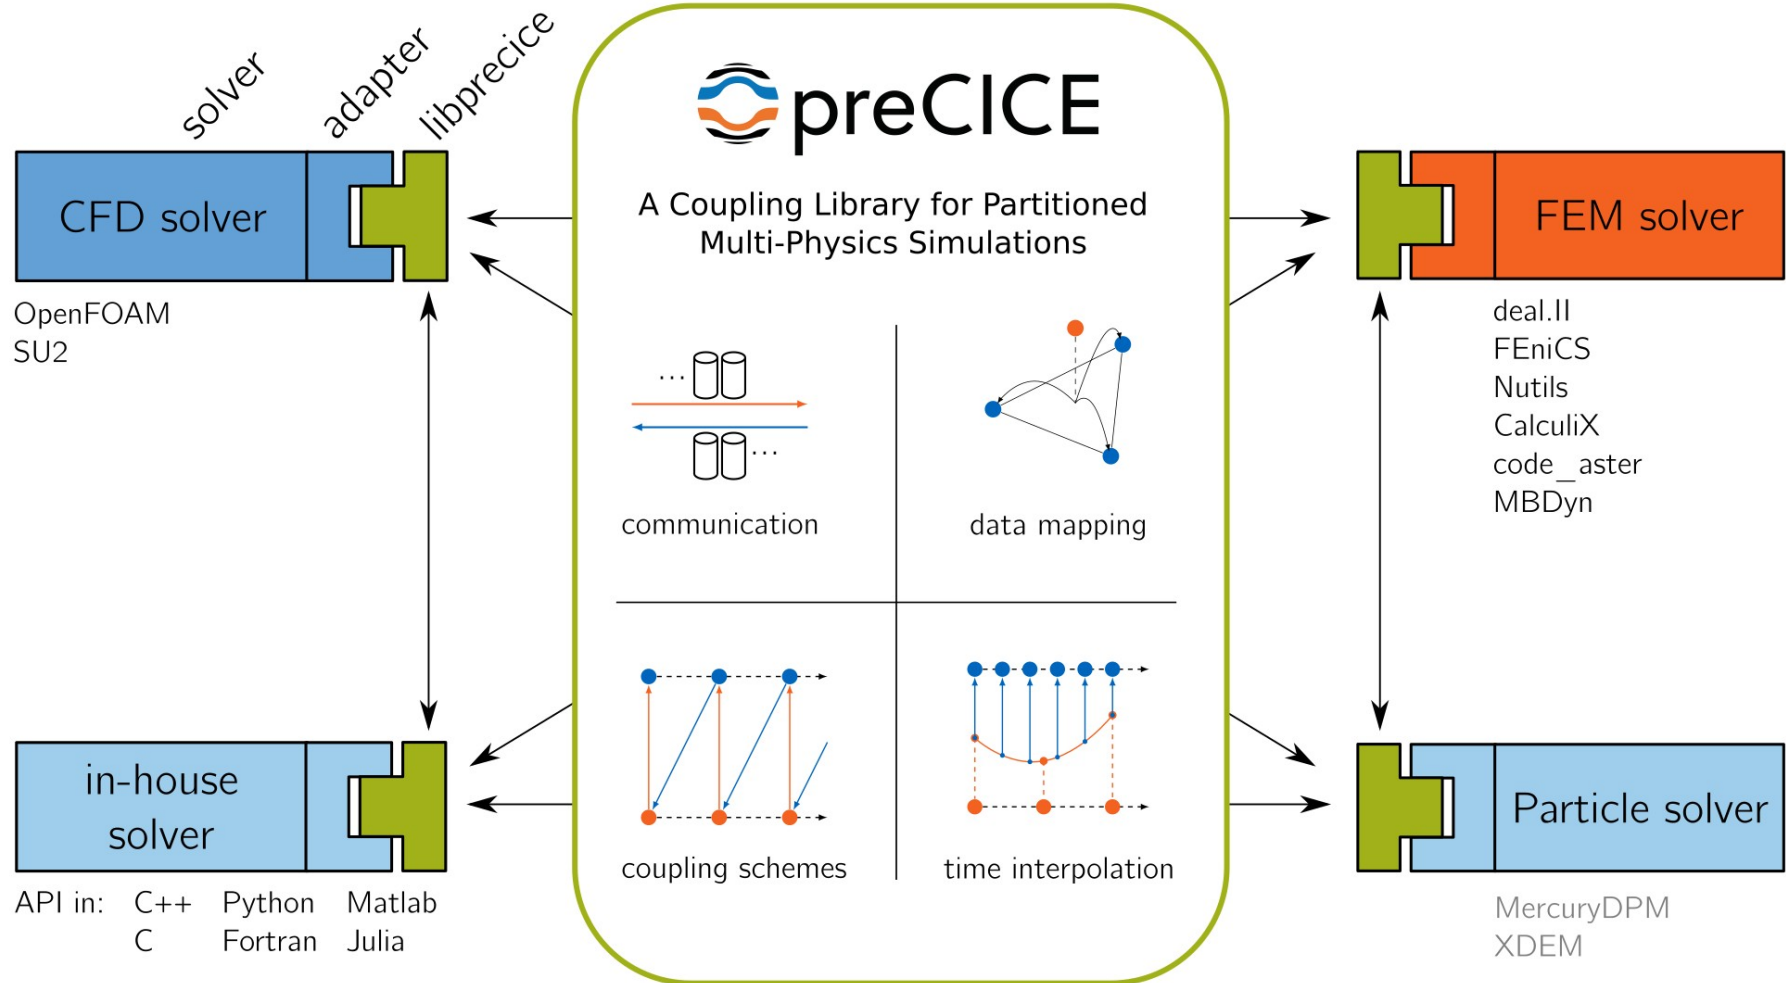 solver
adapter
libprecice
preCICE
A Coupling Library for Partitioned
Multi-Physics Simulations
CFD solver
OpenFOAM
SU2
FEM solver
deal.II
FEniCS
Nutils
CalculiX
code_aster
MBDyn
...
...
communication
data mapping
coupling schemes
time interpolation
in-house
solver
API in: C++ Python Matlab
C Fortran Julia
Particle solver
MercuryDPM
XDEM